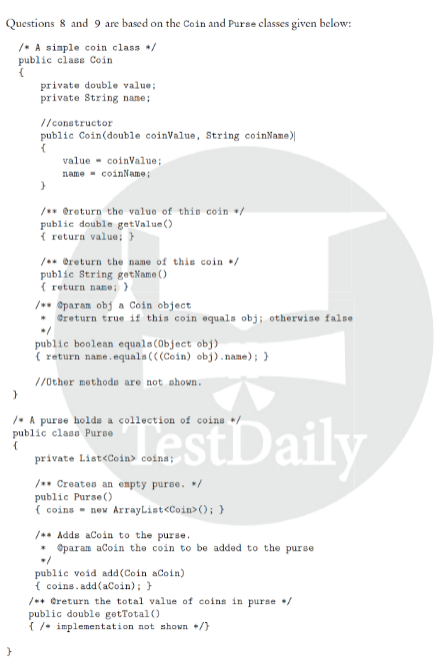 Questions 8 and 9 are based on the Coin and Purse classes given below:
/* A simple coin class */
public class Coin
{
private double value;
private String name;
//constructor
public Coin(double coinValue, String coinName)
{
value = coinValue;
name = coinName;
}
/** @return the value of this coin */
public double getValue()
{ return value; }
/** @return the name of this coin */
public String getName()
{ return name; }
/** @param obj a Coin object
* @return true if this coin equals obj; otherwise false
*/
public boolean equals(Object obj)
{ return name.equals(((Coin) obj).name); }
//Other methods are not shown.
}
/* A purse holds a collection of coins */
public class Purse
{
private List<Coin> coins;
/** Creates an empty purse. */
public Purse()
{ coins = new ArrayList<Coin>(); }
/** Adds aCoin to the purse.
* @param aCoin the coin to be added to the purse
*/
public void add(Coin aCoin)
{ coins.add(aCoin); }
/** @return the total value of coins in purse */
public double getTotal()
{ /* implementation not shown */}
}
TestDaily